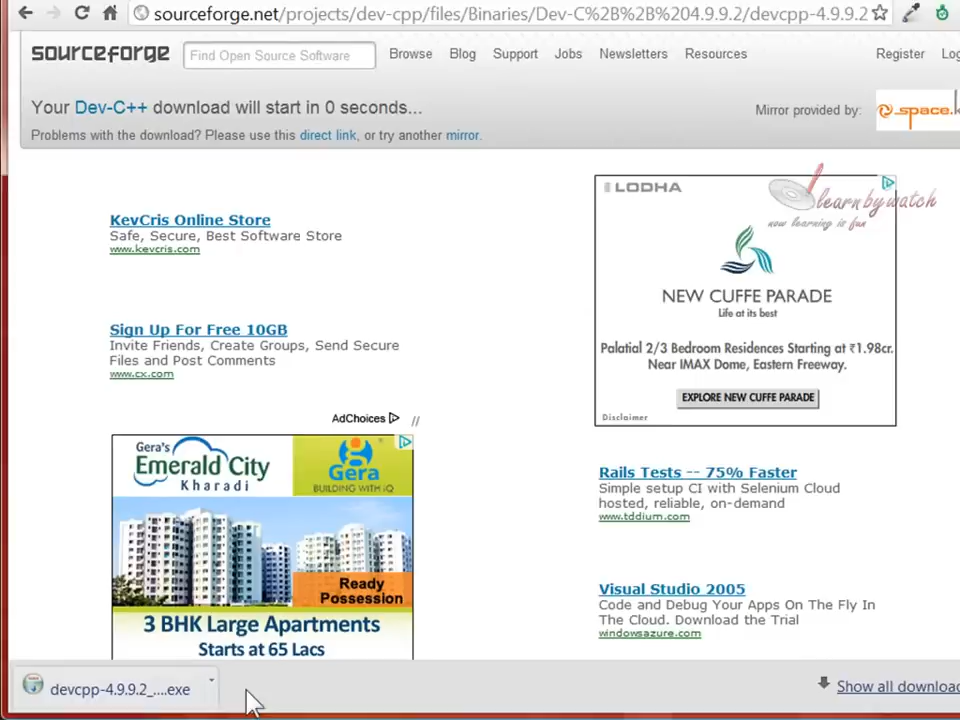 sourceforge.net/projects/dev-cpp/files/Binaries/Dev-C%2B%2B%204.9.9.2/devcpp-4.9.9.2
sourceforge Find Open Source Software Browse Blog Support Jobs Newsletters Resources Register Log
Your Dev-C++ download will start in 0 seconds...
Mirror provided by: space.k
Problems with the download? Please use this direct link, or try another mirror.
KevCris Online Store
Safe, Secure, Best Software Store
www.kevcris.com
Sign Up For Free 10GB
Invite Friends, Create Groups, Send Secure
Files and Post Comments
www.cx.com
AdChoices
//
Gera's
Emerald City
Kharadi
Gera
BUILDING WITH iQ
Ready
Possession
3 BHK Large Apartments
Starts at 65 Lacs
LODHA
learnbywatch
now learning is fun
NEW CUFFE PARADE
Life at its best
Palatial 2/3 Bedroom Residences Starting at ₹1.98cr.
Near IMAX Dome, Eastern Freeway.
EXPLORE NEW CUFFE PARADE
Disclaimer
Rails Tests -- 75% Faster
Simple setup CI with Selenium Cloud
hosted, reliable, on-demand
www.tddium.com
Visual Studio 2005
Code and Debug Your Apps On The Fly In
The Cloud. Download the Trial
windowsazure.com
devcpp-4.9.9.2_....exe
Show all download